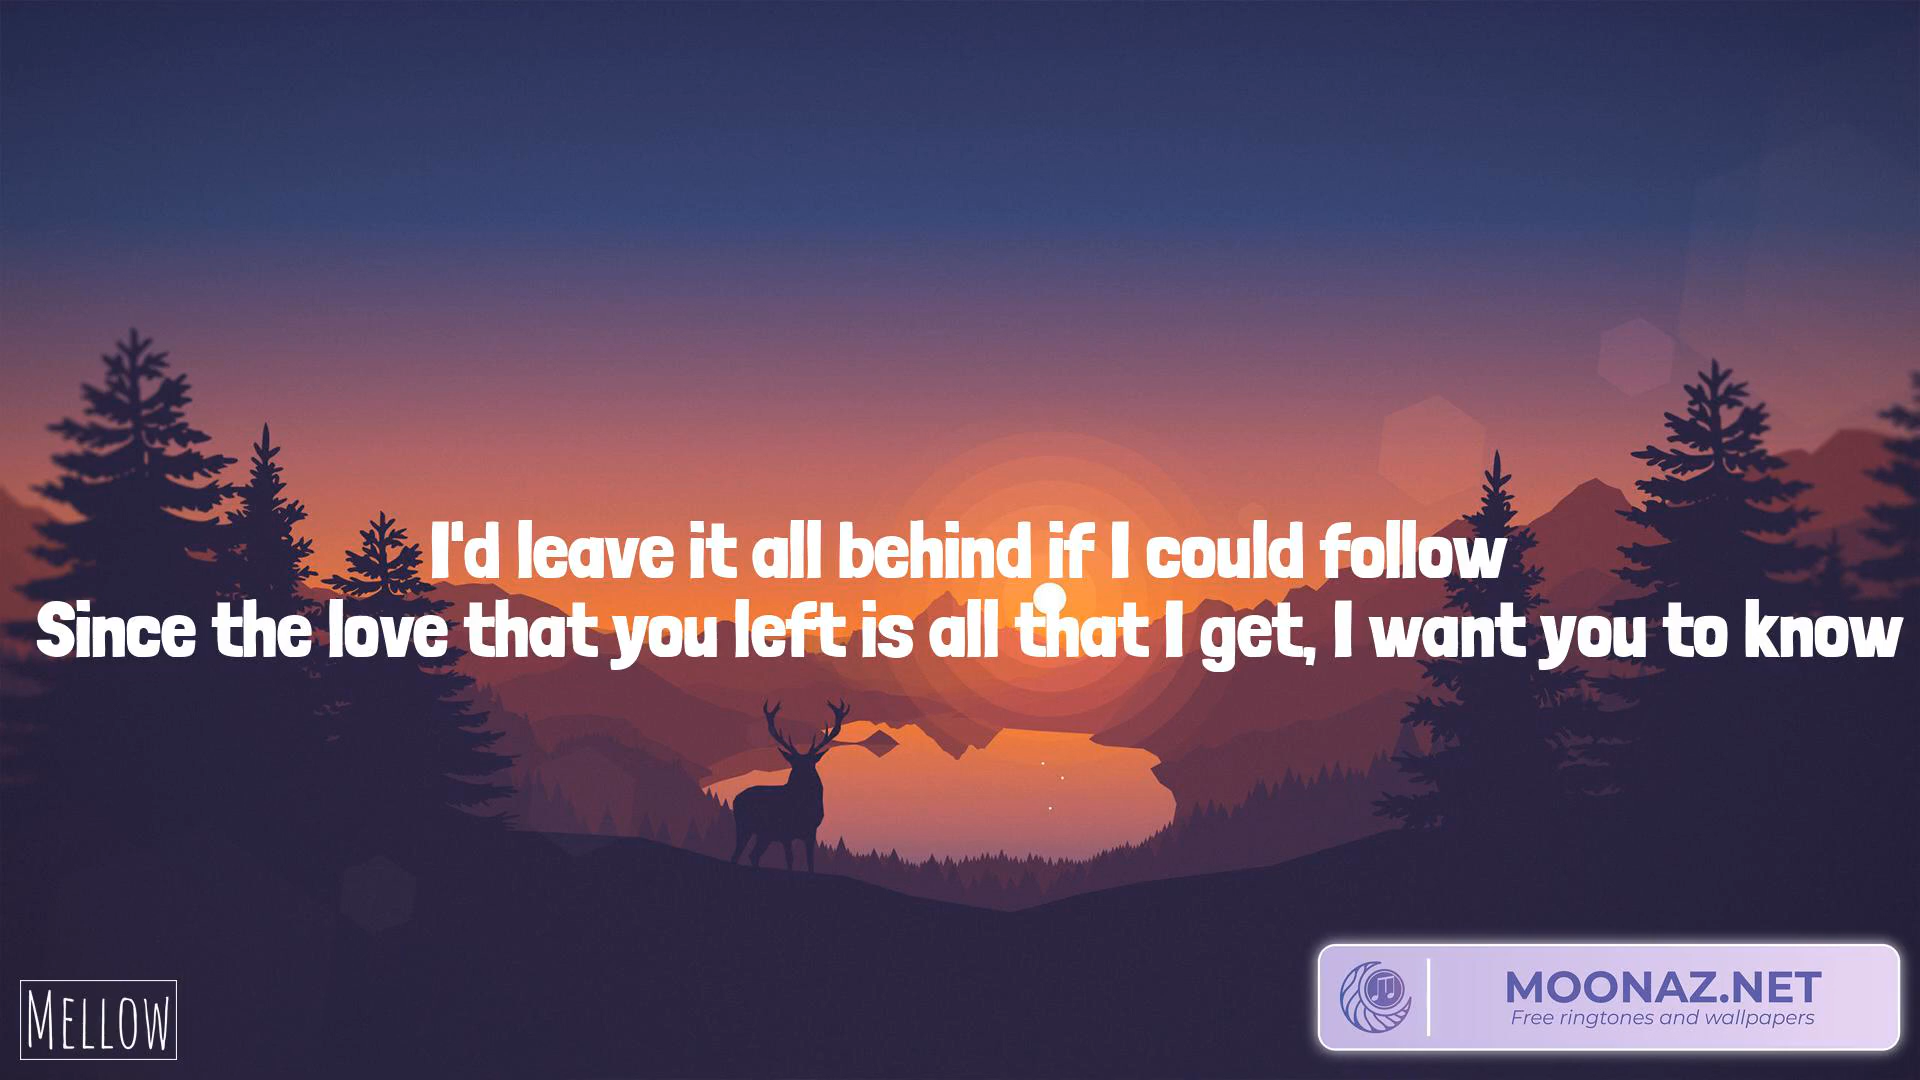 I'd leave it all behind if I could follow
Since the love that you left is all that I get, I want you to know
MELLOW
MOONAZ.NET
Free ringtones and wallpapers